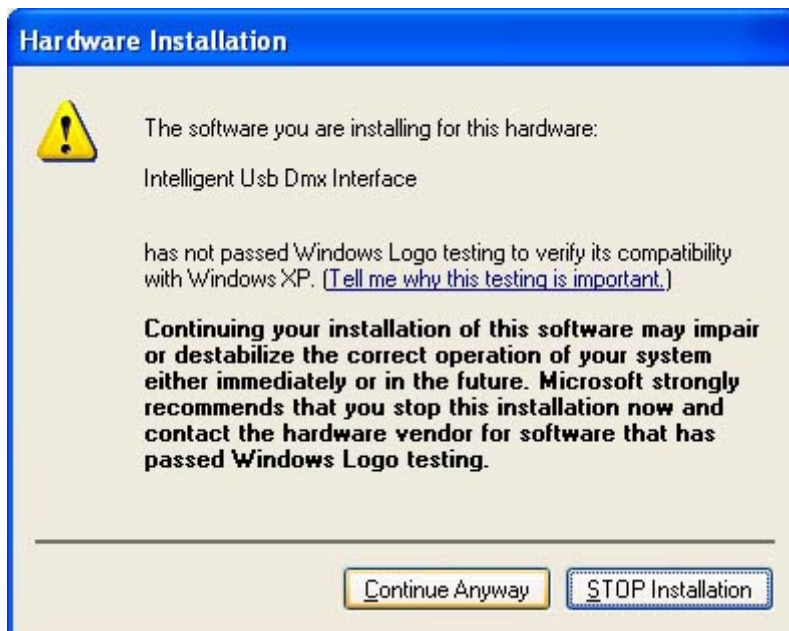 Hardware Installation
The software you are installing for this hardware:
Intelligent Usb Dmx Interface
has not passed Windows Logo testing to verify its compatibility
with Windows XP. (Tell me why this testing is important.)
Continuing your installation of this software may impair
or destabilize the correct operation of your system
either immediately or in the future. Microsoft strongly
recommends that you stop this installation now and
contact the hardware vendor for software that has
passed Windows Logo testing.
Continue Anyway
STOP Installation